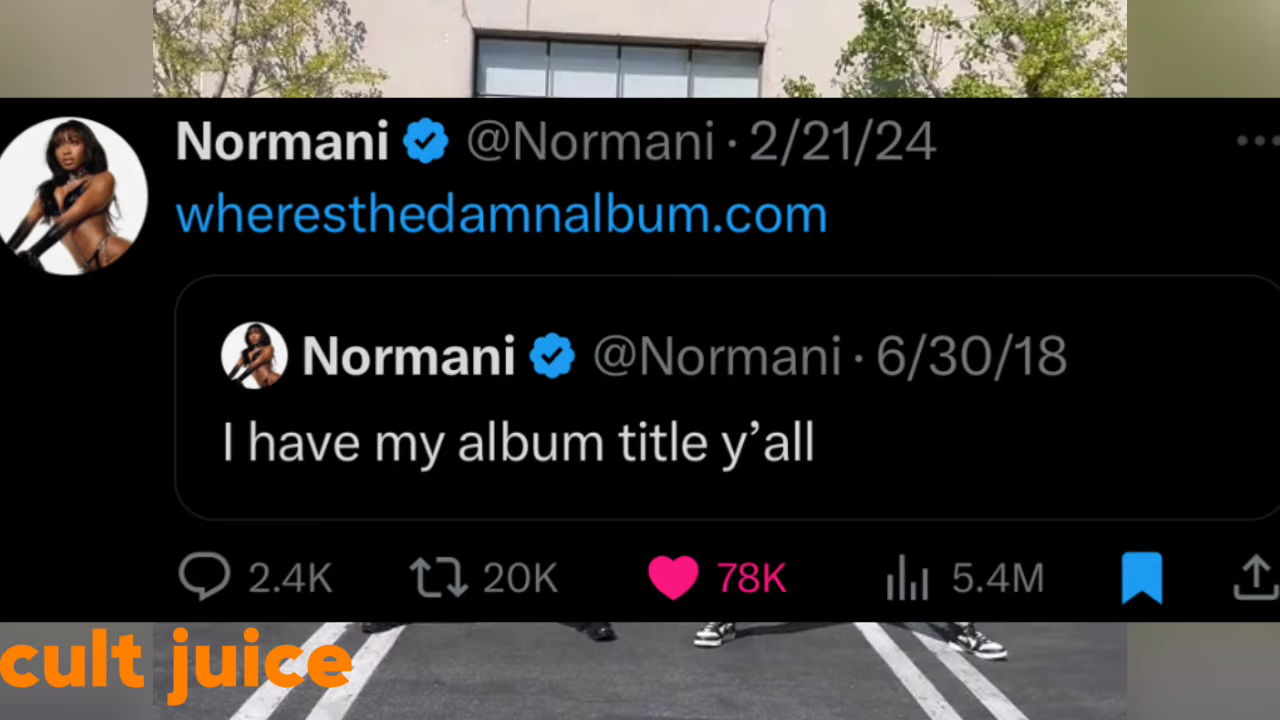 Normani @Normani · 2/21/24
wheresthedamnalbum.com
Normani @Normani · 6/30/18
I have my album title y’all
2.4K 20K 78K 5.4M
cult juice